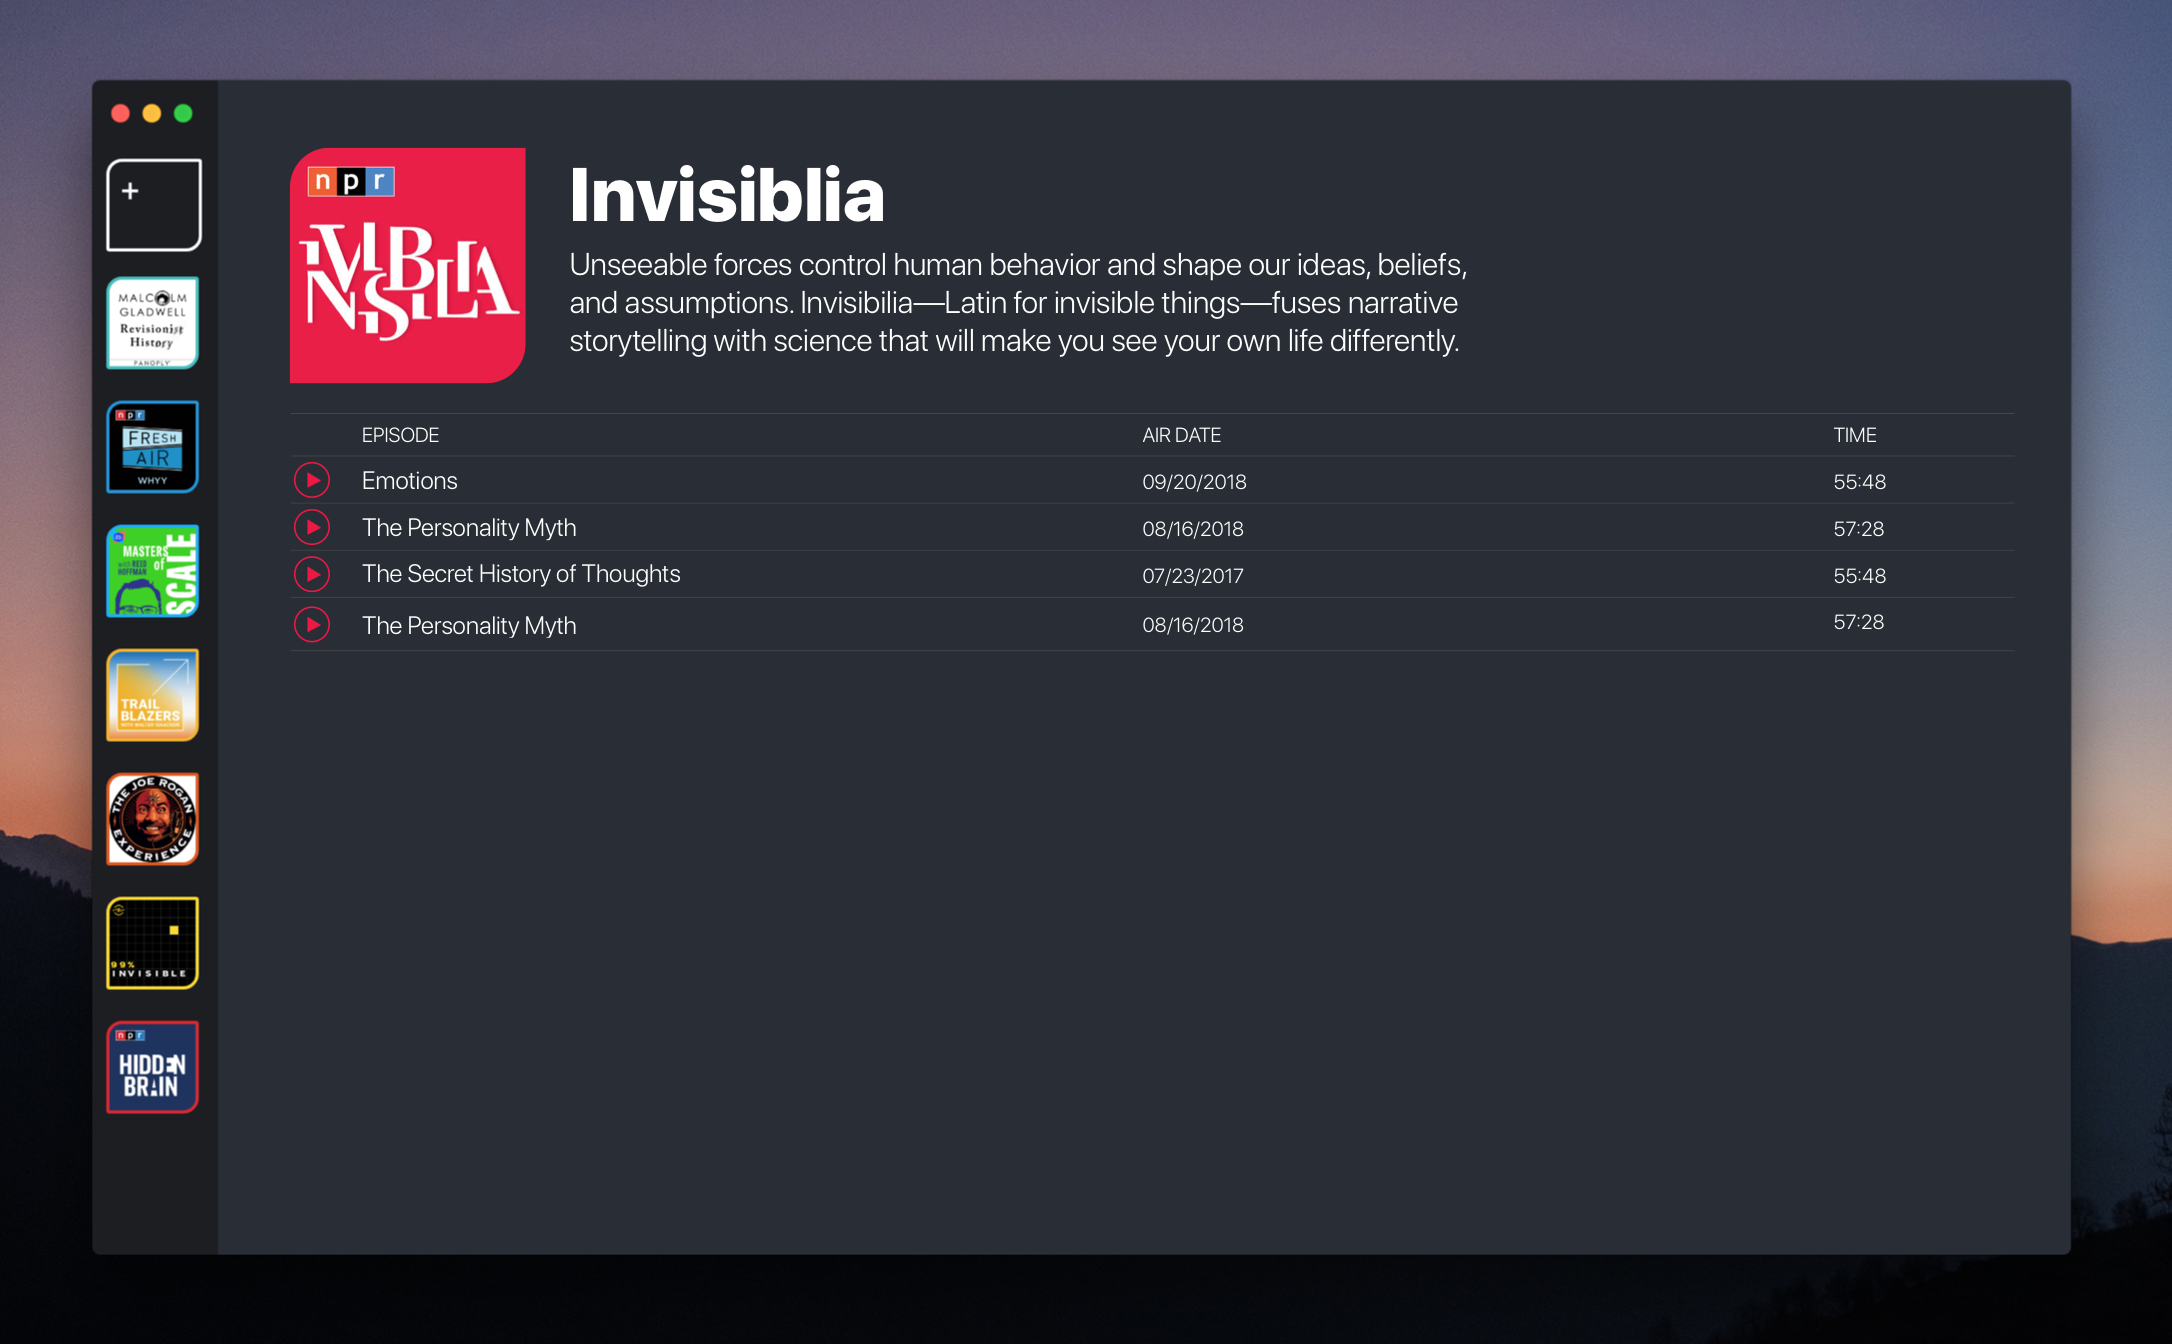 +
MALCOLM
GLADWELL
Revisionist
History
PANOPLY
npr
FRESH
AIR
WHYY
MASTERS
of
SCALE
with REID
HOFFMAN
TRAIL
BLAZERS
WITH WALTER ISAACSON
THE JOE ROGAN
EXPERIENCE
99%
INVISIBLE
npr
HIDDEN
BRAIN
npr
INVISIBILIA
Invisiblia
Unseeable forces control human behavior and shape our ideas, beliefs,
and assumptions. Invisibilia—Latin for invisible things—fuses narrative
storytelling with science that will make you see your own life differently.
EPISODE AIR DATE TIME
Emotions 09/20/2018 55:48
The Personality Myth 08/16/2018 57:28
The Secret History of Thoughts 07/23/2017 55:48
The Personality Myth 08/16/2018 57:28